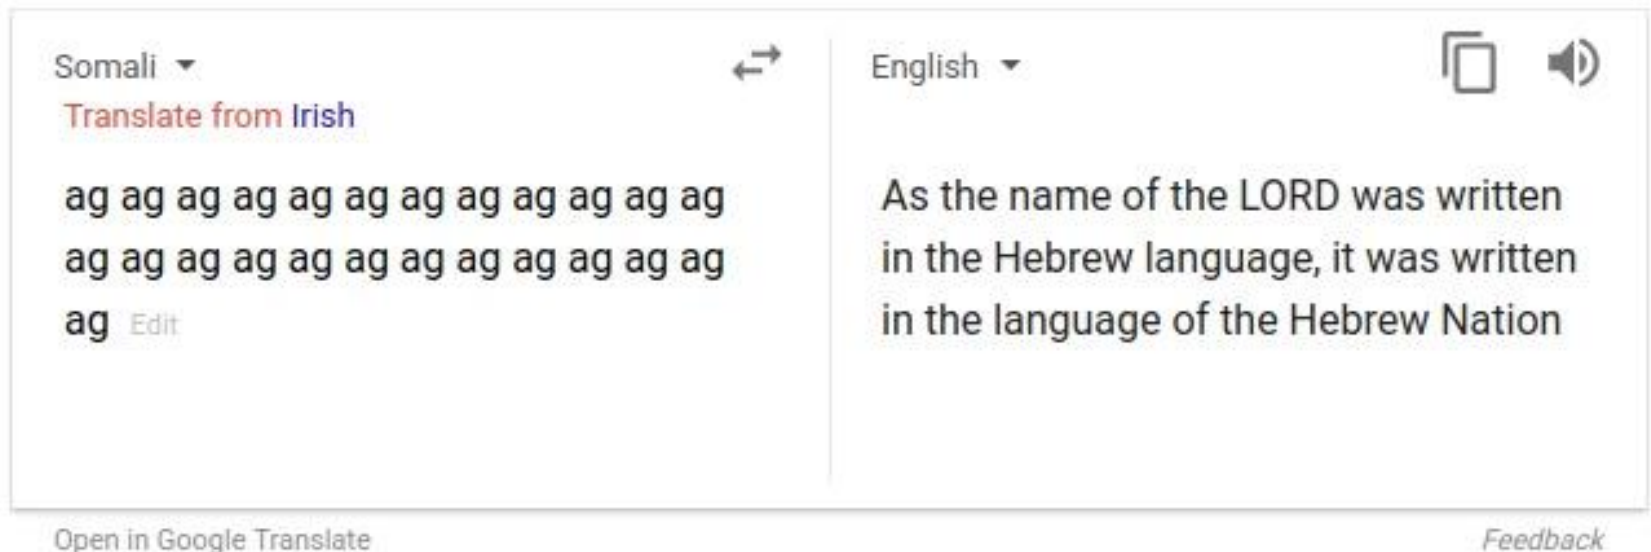 Somali
English
Translate from Irish
ag ag ag ag ag ag ag ag ag ag ag ag
ag ag ag ag ag ag ag ag ag ag ag ag
ag Edit
As the name of the LORD was written
in the Hebrew language, it was written
in the language of the Hebrew Nation
Open in Google Translate
Feedback